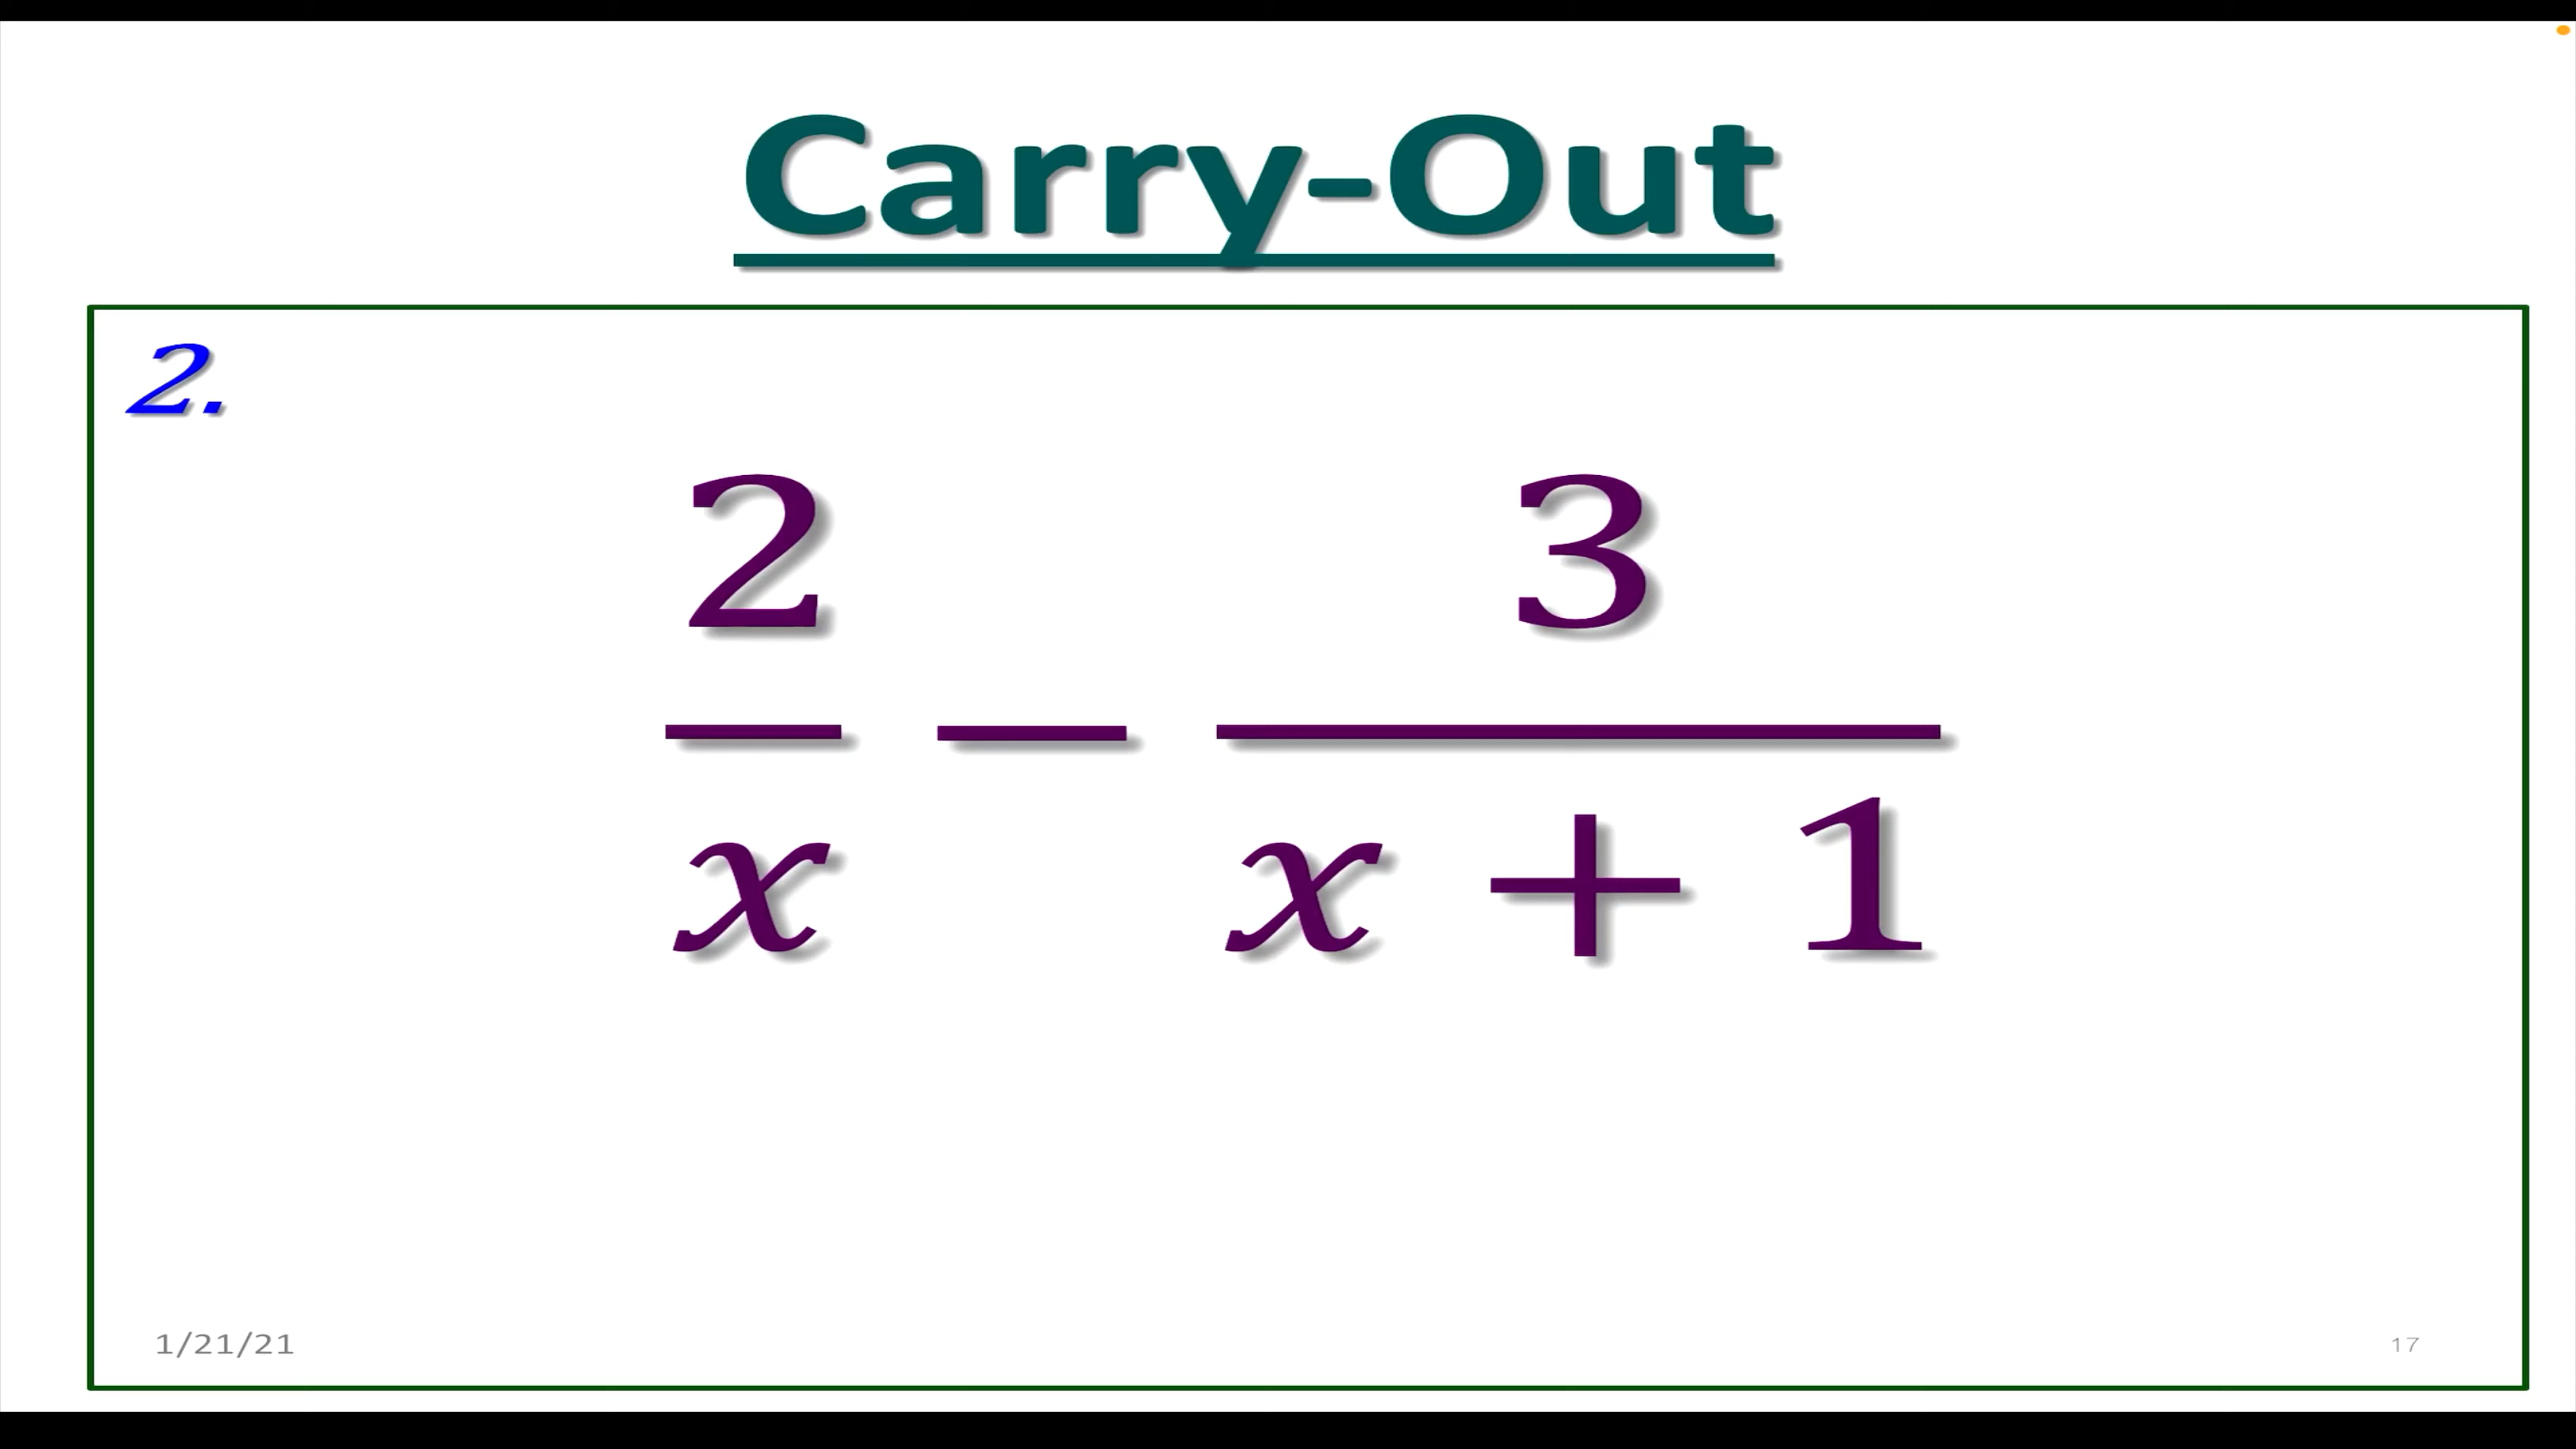 Carry-Out
2.
2/x − 3/(x + 1)
1/21/21
17